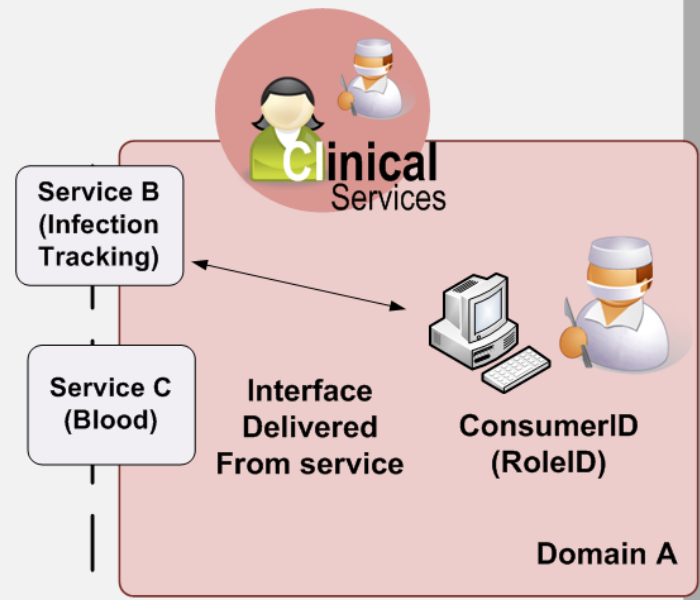 Clinical
Services
Service B
(Infection
Tracking)
Service C
(Blood)
Interface
Delivered
From service
ConsumerID
(RoleID)
Domain A